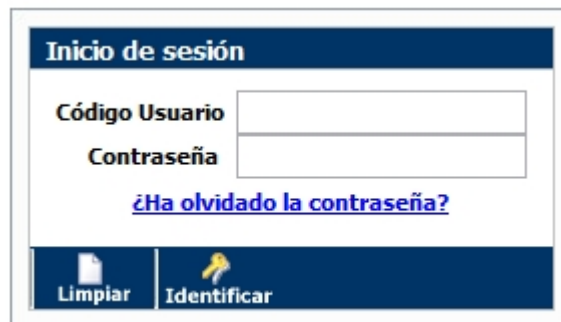 Inicio de sesión
Código Usuario
Contraseña
¿Ha olvidado la contraseña?
Limpiar Identificar